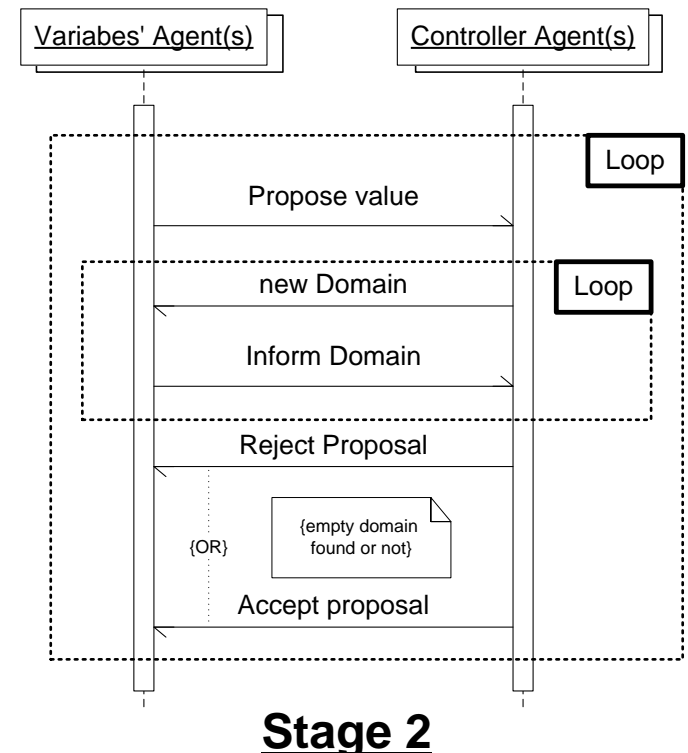 Variabes' Agent(s)
Controller Agent(s)
Loop
Propose value
new Domain
Loop
Inform Domain
Reject Proposal
{OR}
{empty domain
found or not}
Accept proposal
Stage 2